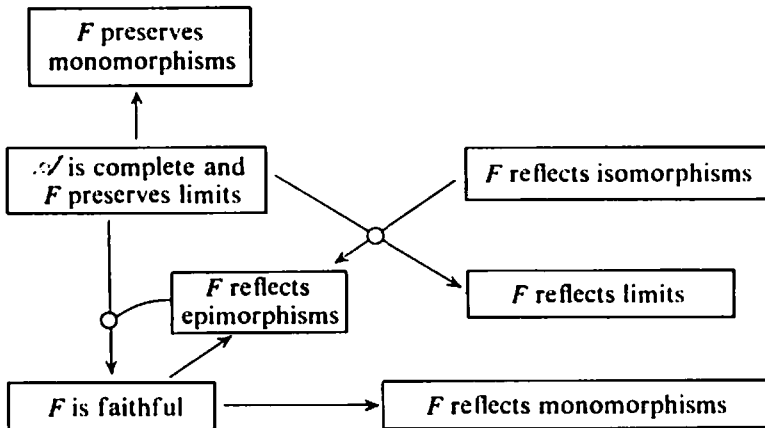 F preserves
monomorphisms
𝒜 is complete and
F preserves limits
F reflects isomorphisms
F reflects
epimorphisms
F reflects limits
F is faithful
F reflects monomorphisms